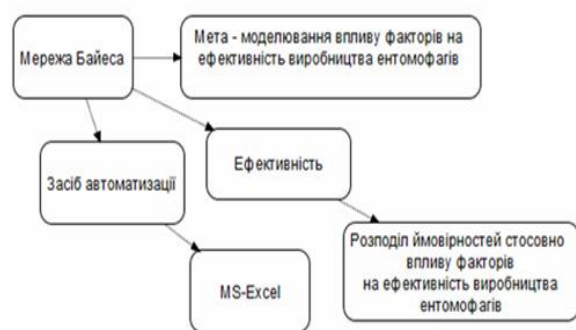 Мережа Байеса
Мета - моделювання впливу факторів на
ефективність виробництва ентомофагів
Засіб автоматизації
Ефективність
MS-Excel
Розподіл ймовірностей стосовно
впливу факторів
на ефективність виробництва
ентомофагів